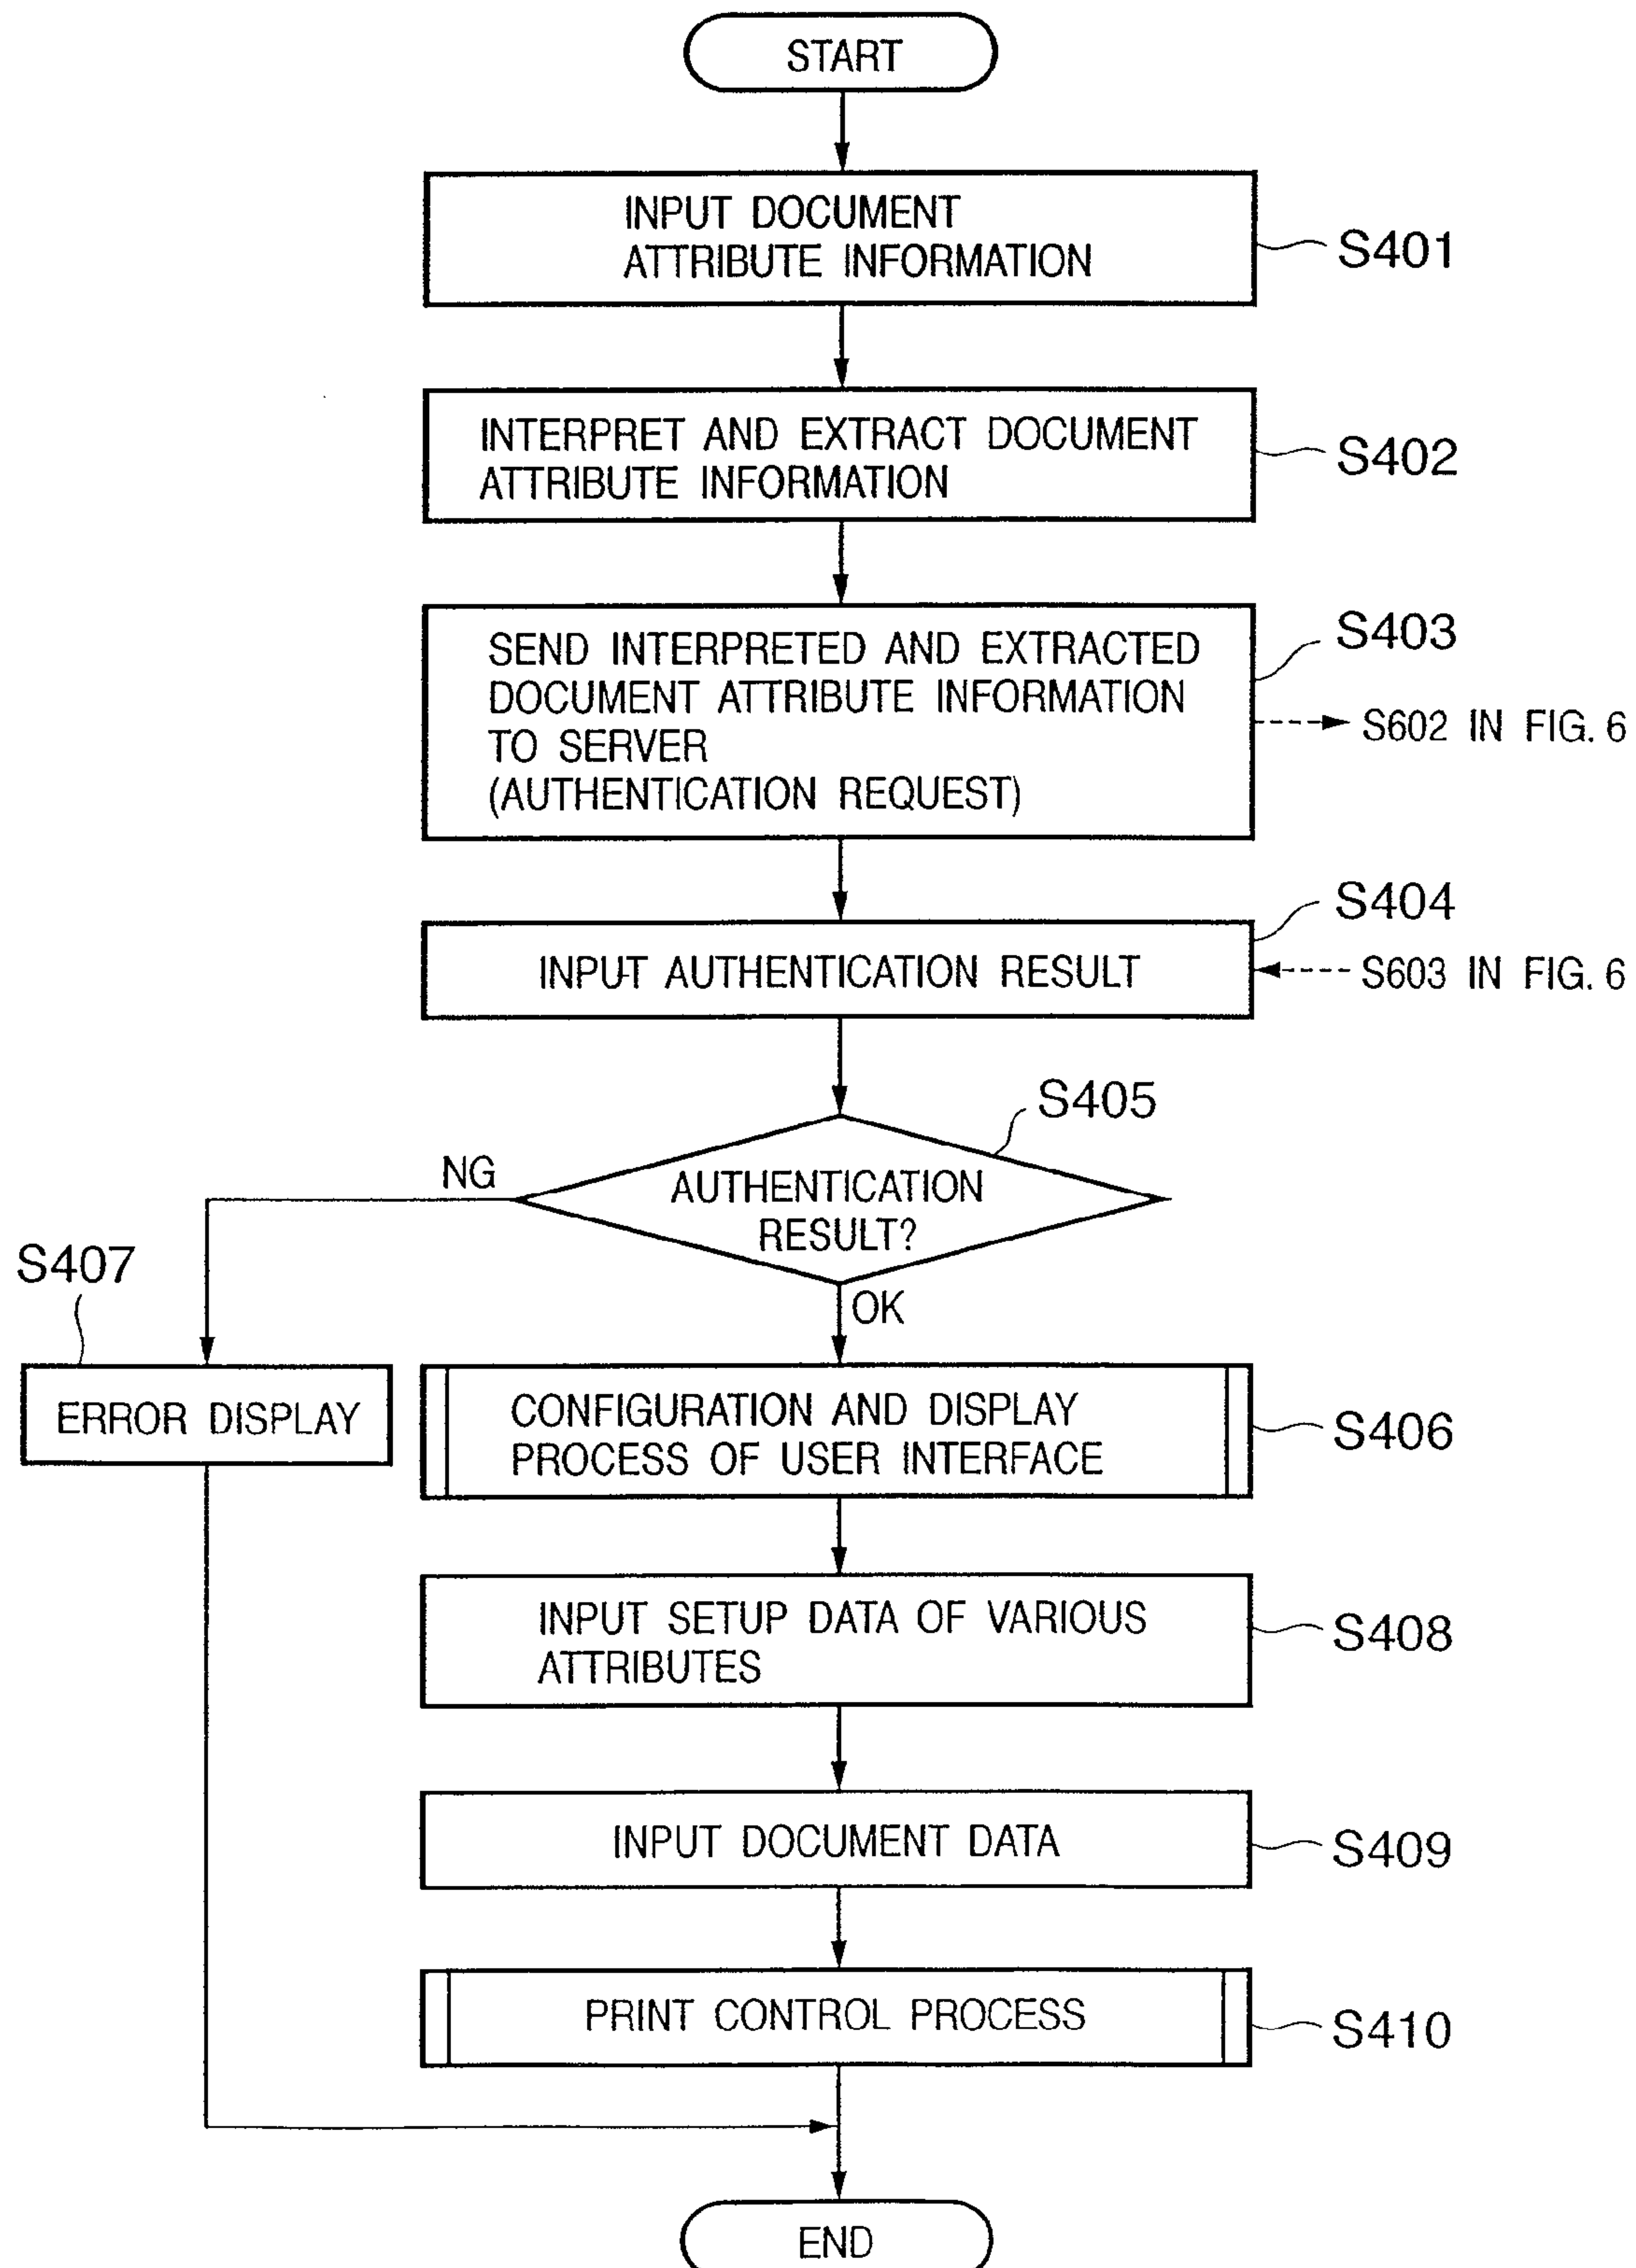 START
INPUT DOCUMENT
ATTRIBUTE INFORMATION
S401
INTERPRET AND EXTRACT DOCUMENT
ATTRIBUTE INFORMATION
S402
SEND INTERPRETED AND EXTRACTED
DOCUMENT ATTRIBUTE INFORMATION
TO SERVER
(AUTHENTICATION REQUEST)
S403
S602 IN FIG. 6
S404
INPUT AUTHENTICATION RESULT
S603 IN FIG. 6
S405
NG
AUTHENTICATION
RESULT?
OK
S407
ERROR DISPLAY
CONFIGURATION AND DISPLAY
PROCESS OF USER INTERFACE
S406
INPUT SETUP DATA OF VARIOUS
ATTRIBUTES
S408
INPUT DOCUMENT DATA
S409
PRINT CONTROL PROCESS
S410
END